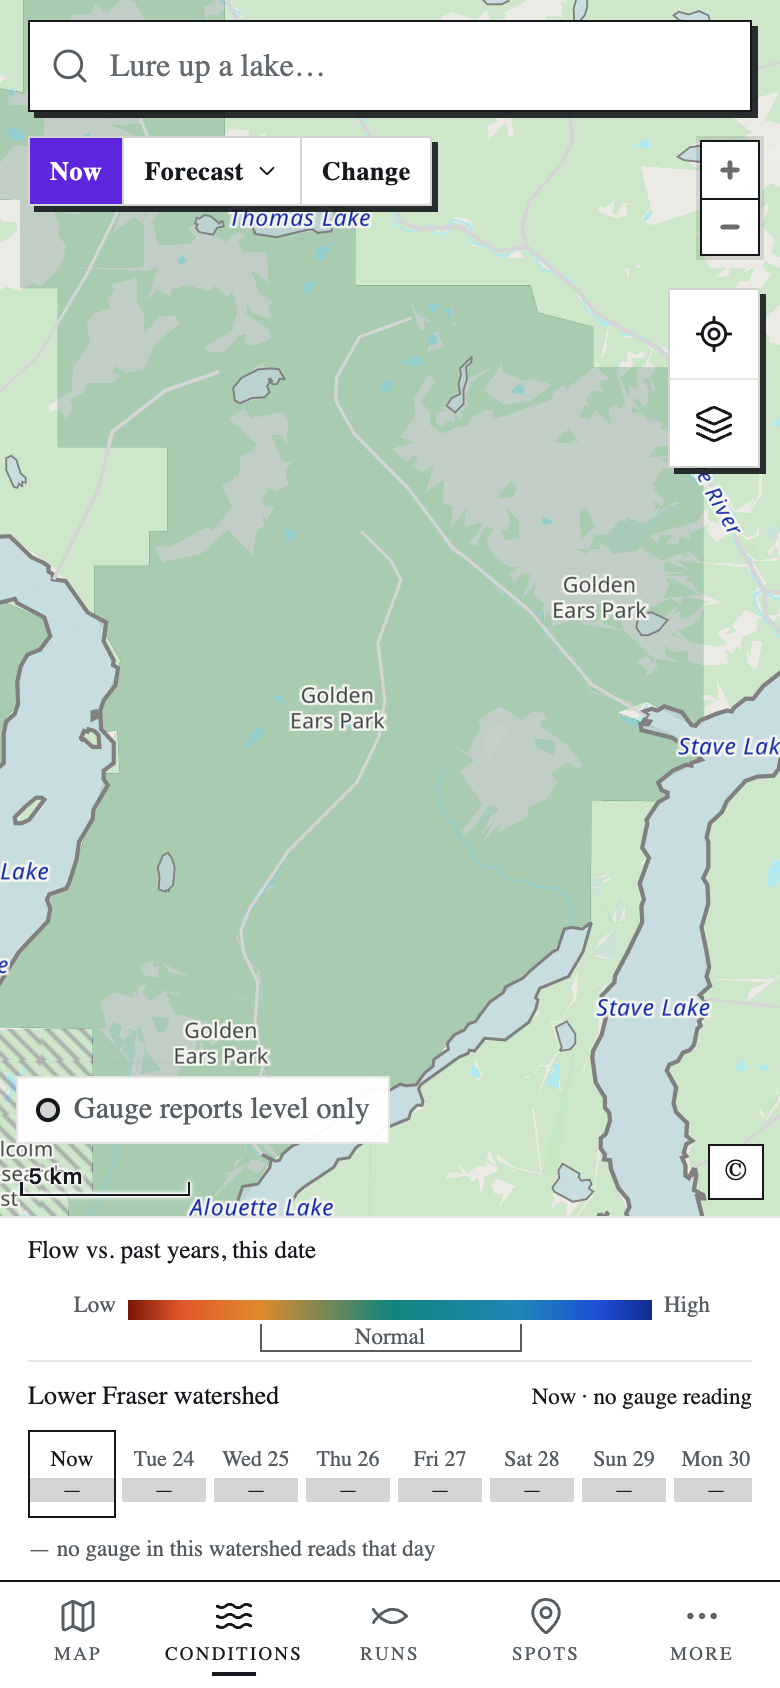 Lure up a lake…
Now
Forecast
Change
Thomas Lake
+
−
e River
Golden
Ears Park
Golden
Ears Park
Stave Lak
Lake
e
Stave Lake
Golden
Ears Park
Gauge reports level only
lcolm
search
st
5 km
©
Alouette Lake
Flow vs. past years, this date
Low
High
Normal
Lower Fraser watershed
Now · no gauge reading
Now
Tue 24
Wed 25
Thu 26
Fri 27
Sat 28
Sun 29
Mon 30
— — — — — — — —
— no gauge in this watershed reads that day
MAP
CONDITIONS
RUNS
SPOTS
MORE